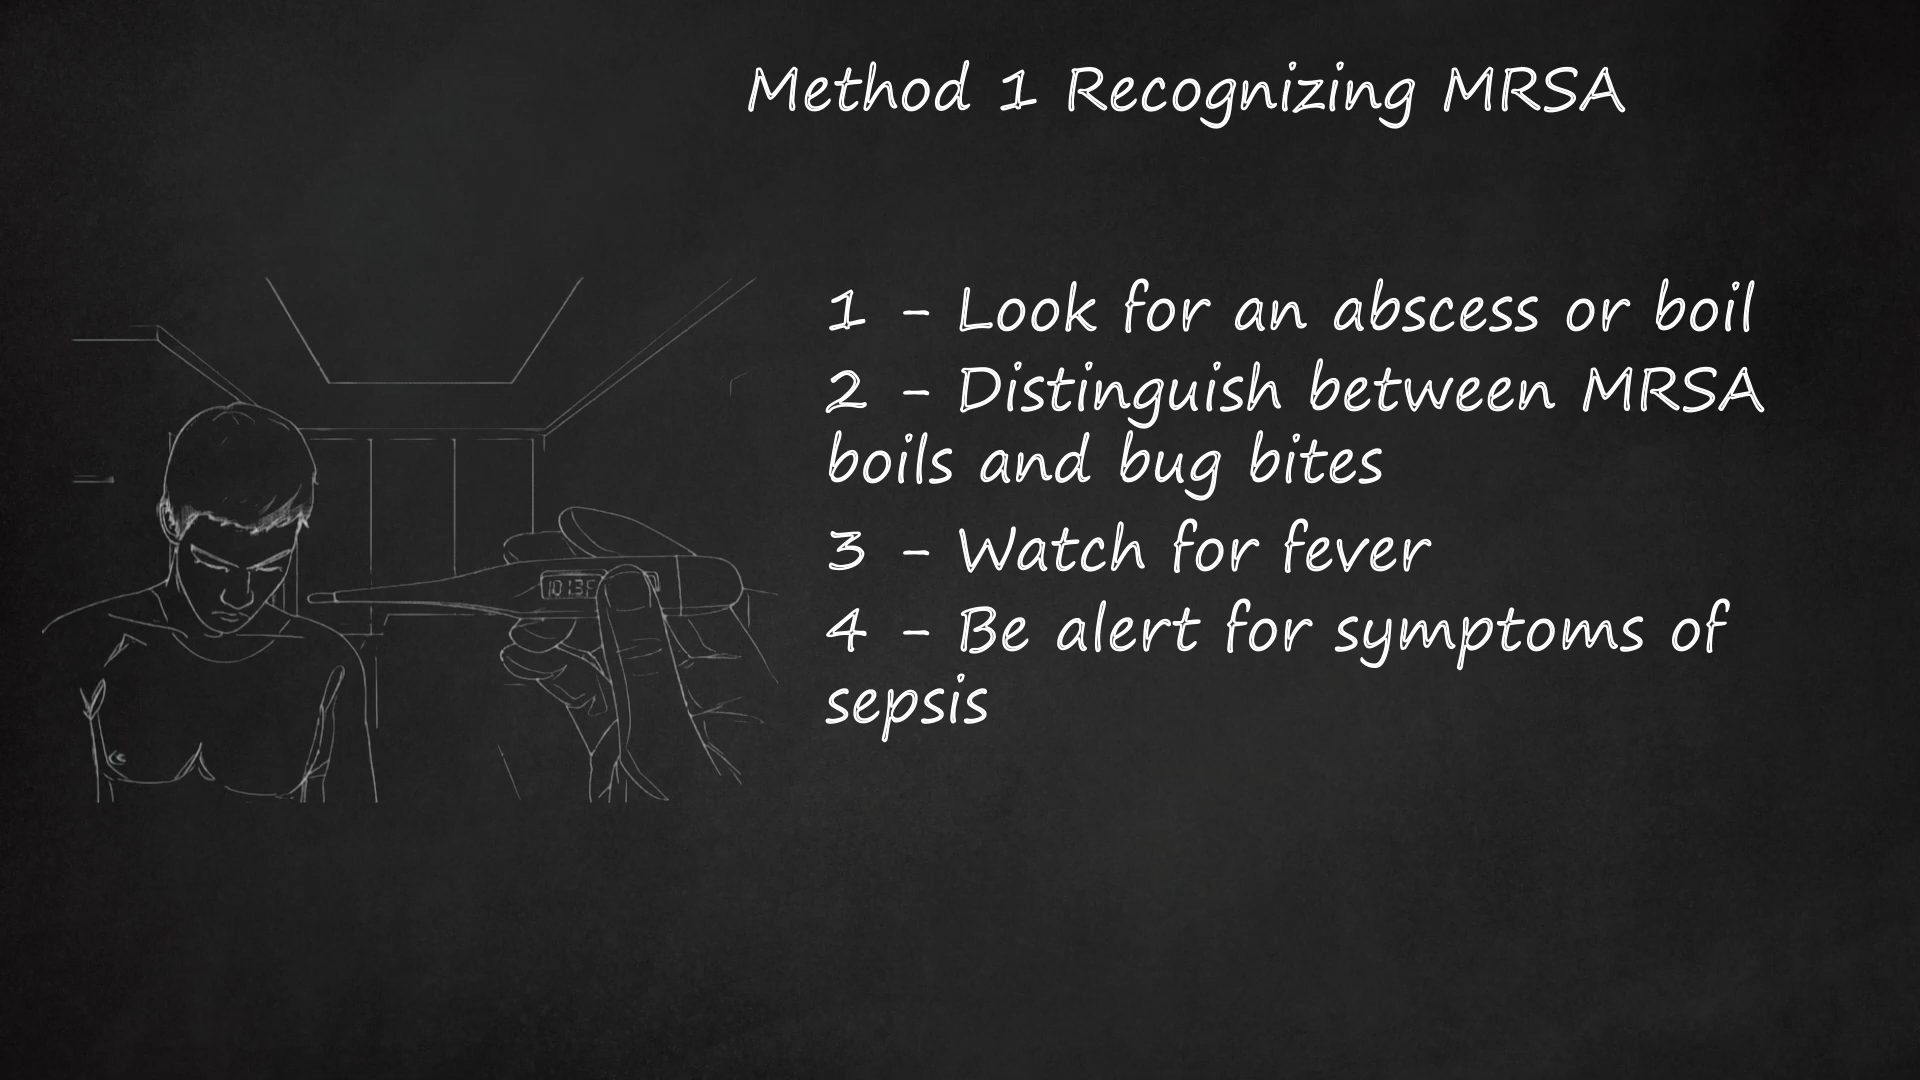 Method 1 Recognizing MRSA
1 - Look for an abscess or boil
2 - Distinguish between MRSA
boils and bug bites
3 - Watch for fever
4 - Be alert for symptoms of
sepsis